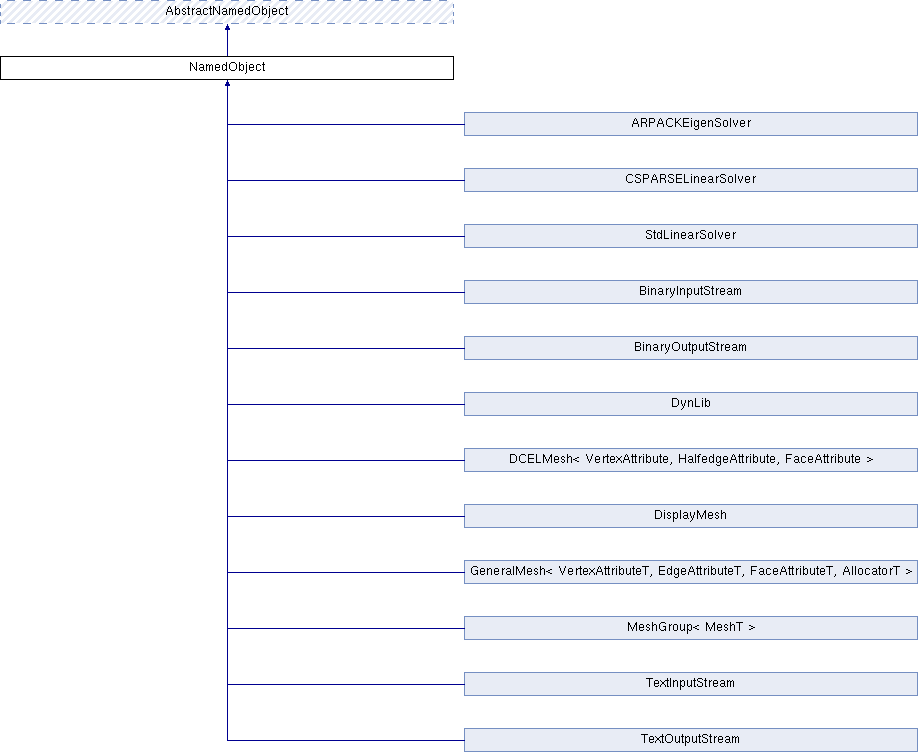 AbstractNamedObject
NamedObject
ARPACKEigenSolver
CSPARSELinearSolver
StdLinearSolver
BinaryInputStream
BinaryOutputStream
DynLib
DCELMesh< VertexAttribute, HalfedgeAttribute, FaceAttribute >
DisplayMesh
GeneralMesh< VertexAttributeT, EdgeAttributeT, FaceAttributeT, AllocatorT >
MeshGroup< MeshT >
TextInputStream
TextOutputStream